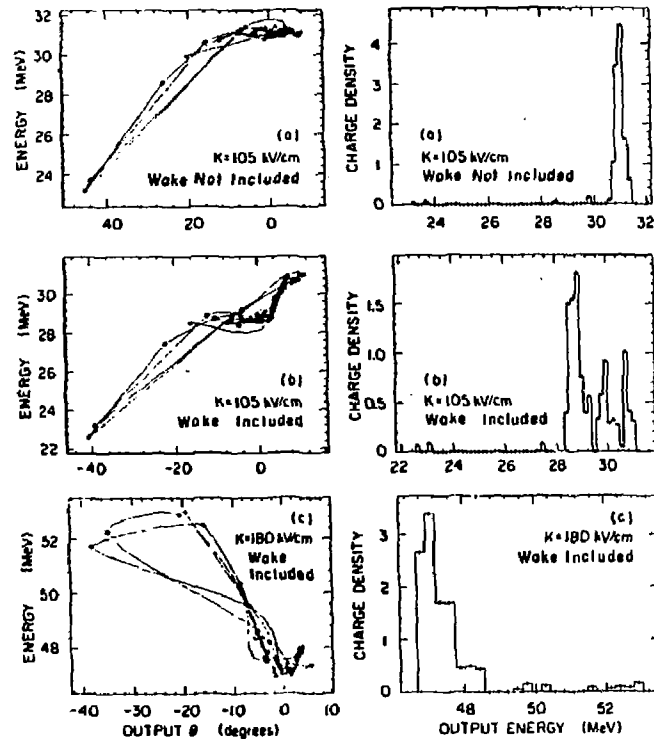 ENERGY (MeV)
32
30
28
26
24
40
20
0
(a)
K=105 kV/cm
Wake Not Included
CHARGE DENSITY
4
3
2
1
0
24
26
28
30
32
(a)
K=105 kV/cm
Wake Not Included
ENERGY (MeV)
30
28
26
24
22
-40
-20
0
(b)
K=105 kV/cm
Wake Included
CHARGE DENSITY
1.5
1.0
0.5
0
22
24
26
28
30
(b)
K=105 kV/cm
Wake Included
ENERGY (MeV)
52
50
48
-40
-30
-20
-10
0
10
(c)
K=180 kV/cm
Wake
Included
OUTPUT θ (degrees)
CHARGE DENSITY
3
2
1
0
48
50
52
(c)
K=180 kV/cm
Wake Included
OUTPUT ENERGY (MeV)